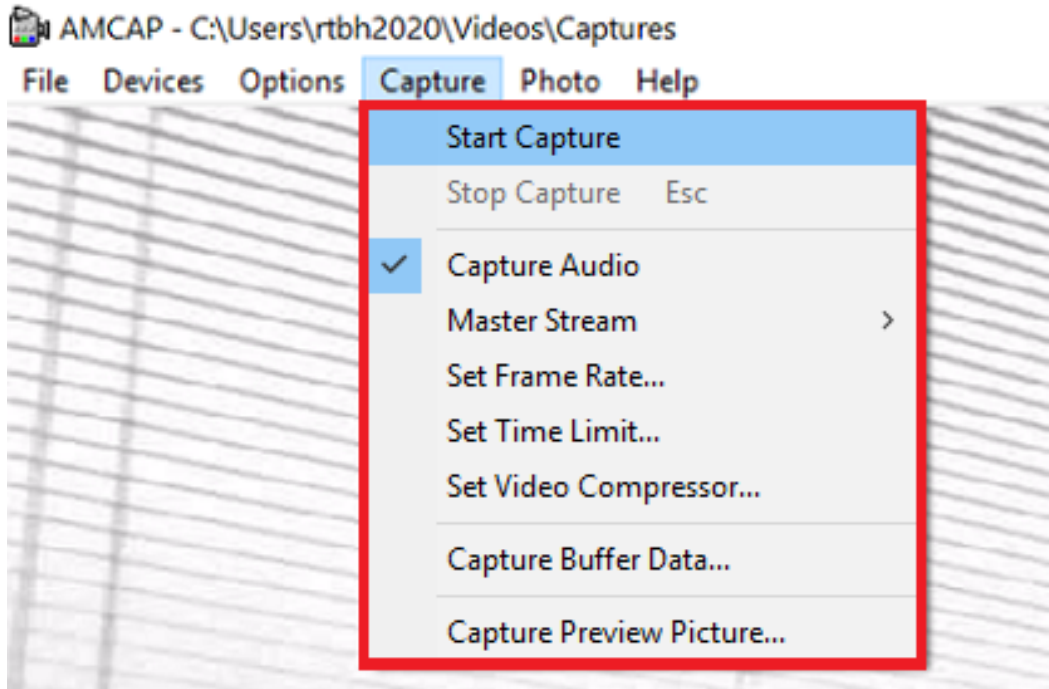 AMCAP - C:\Users\rtbh2020\Videos\Captures
File Devices Options Capture Photo Help
Start Capture
Stop Capture Esc
Capture Audio
Master Stream
Set Frame Rate...
Set Time Limit...
Set Video Compressor...
Capture Buffer Data...
Capture Preview Picture...